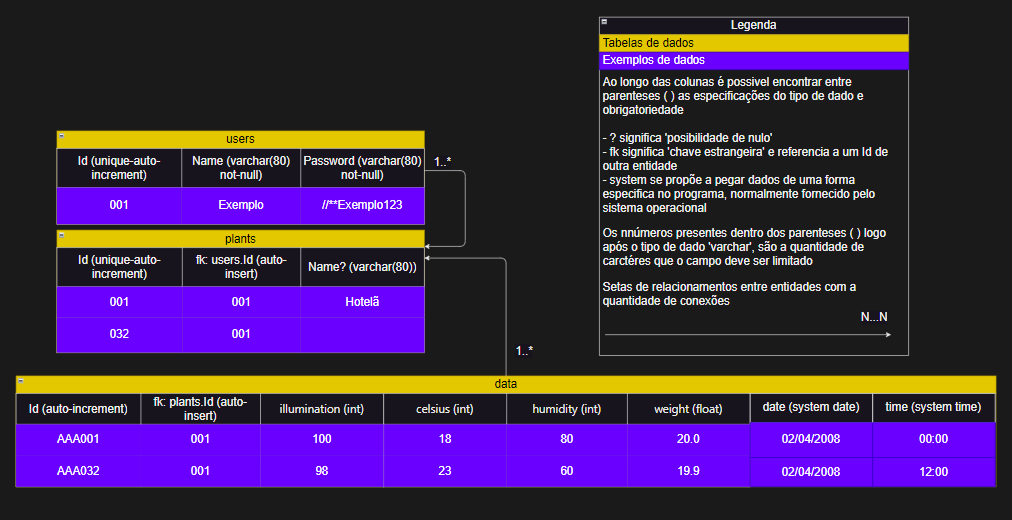 Legenda
Tabelas de dados
Exemplos de dados
Ao longo das colunas é possivel encontrar entre
parenteses ( ) as especificações do tipo de dado e
obrigatoriedade
- ? significa 'posibilidade de nulo'
- fk significa 'chave estrangeira' e referencia a um Id de
outra entidade
- system se propõe a pegar dados de uma forma
especifica no programa, normalmente fornecido pelo
sistema operacional
Os nnúmeros presentes dentro dos parenteses ( ) logo
após o tipo de dado 'varchar', são a quantidade de
carctéres que o campo deve ser limitado
Setas de relacionamentos entre entidades com a
quantidade de conexões
N...N
users
Id (unique-auto-
increment)
Name (varchar(80)
not-null)
Password (varchar(80)
not-null)
001
Exemplo
//**Exemplo123
1..*
plants
Id (unique-auto-
increment)
fk: users.Id (auto-
insert)
Name? (varchar(80))
001
001
Hotelã
032
001
1..*
data
Id (auto-increment)
fk: plants.Id (auto-
insert)
illumination (int)
celsius (int)
humidity (int)
weight (float)
date (system date)
time (system time)
AAA001
001
100
18
80
20.0
02/04/2008
00:00
AAA032
001
98
23
60
19.9
02/04/2008
12:00